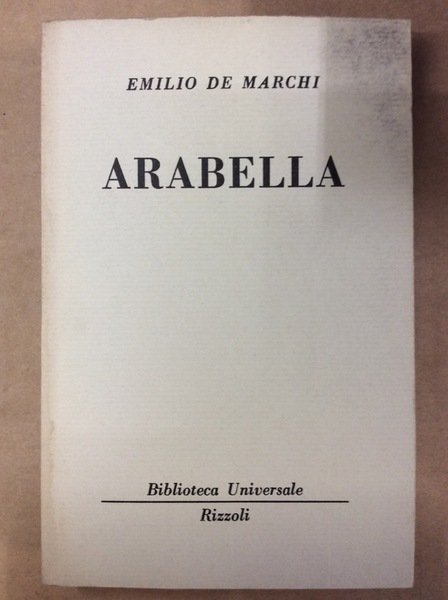 EMILIO DE MARCHI
ARABELLA
Biblioteca Universale
Rizzoli